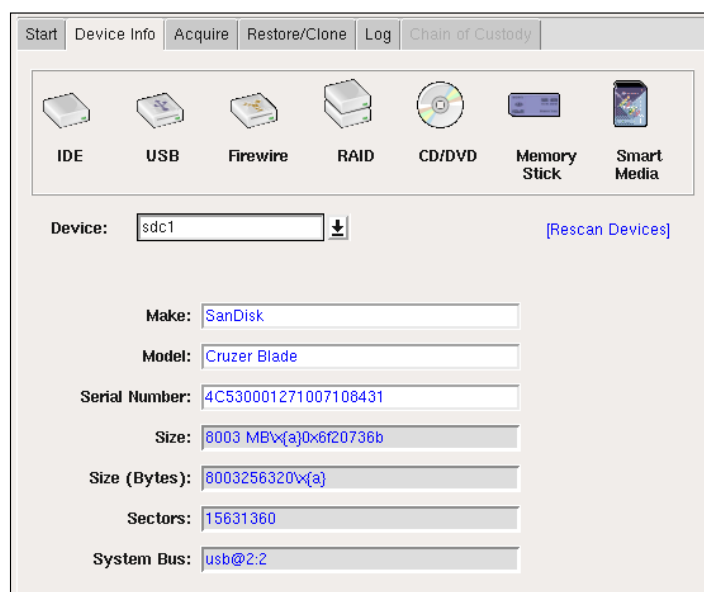 Start Device Info Acquire Restore/Clone Log Chain of Custody
IDE USB Firewire RAID CD/DVD Memory Stick Smart Media
Device: sdc1 [Rescan Devices]
Make: SanDisk
Model: Cruzer Blade
Serial Number: 4C530001271007108431
Size: 8003 MB\x{a}0x6f20736b
Size (Bytes): 8003256320\x{a}
Sectors: 15631360
System Bus: usb@2:2